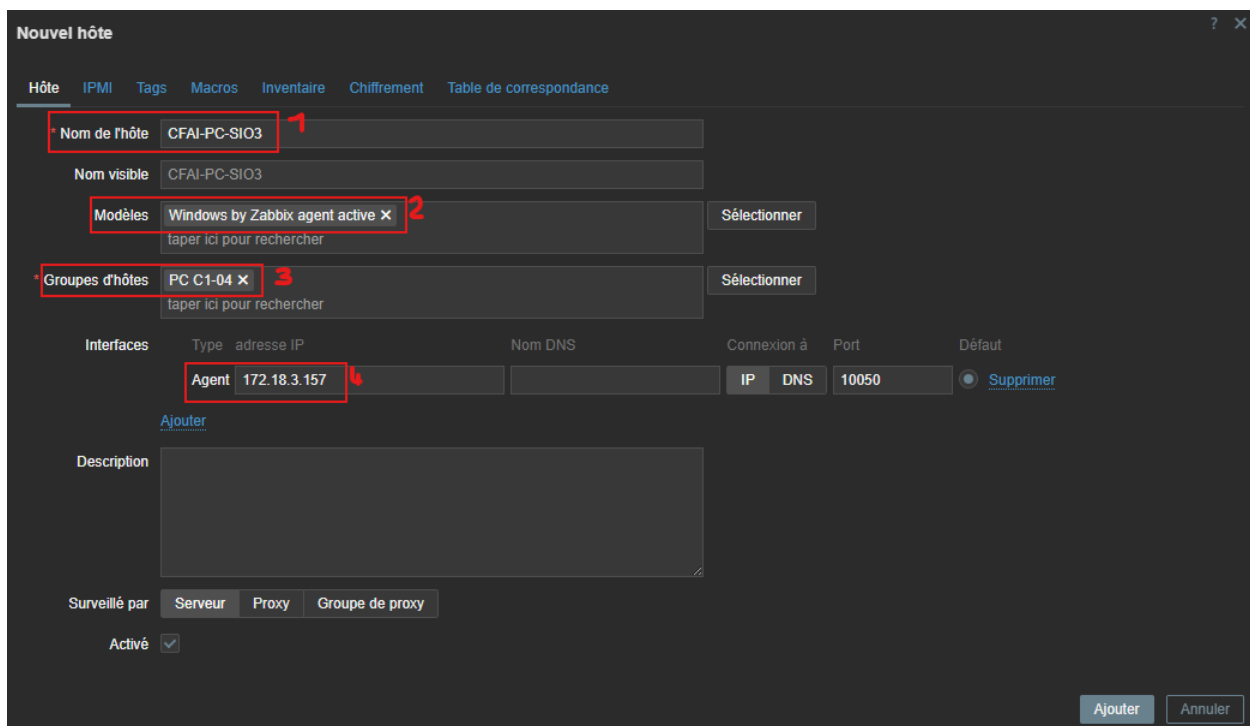 Nouvel hôte
?
Hôte IPMI Tags Macros Inventaire Chiffrement Table de correspondance
* Nom de l'hôte CFAI-PC-SIO3 1
Nom visible CFAI-PC-SIO3
Modèles Windows by Zabbix agent active ✕ 2 Sélectionner
taper ici pour rechercher
* Groupes d'hôtes PC C1-04 ✕ 3 Sélectionner
taper ici pour rechercher
Interfaces Type adresse IP Nom DNS Connexion à Port Défaut
Agent 172.18.3.157 4 IP DNS 10050 Supprimer
Ajouter
Description
Surveillé par Serveur Proxy Groupe de proxy
Activé
Ajouter Annuler